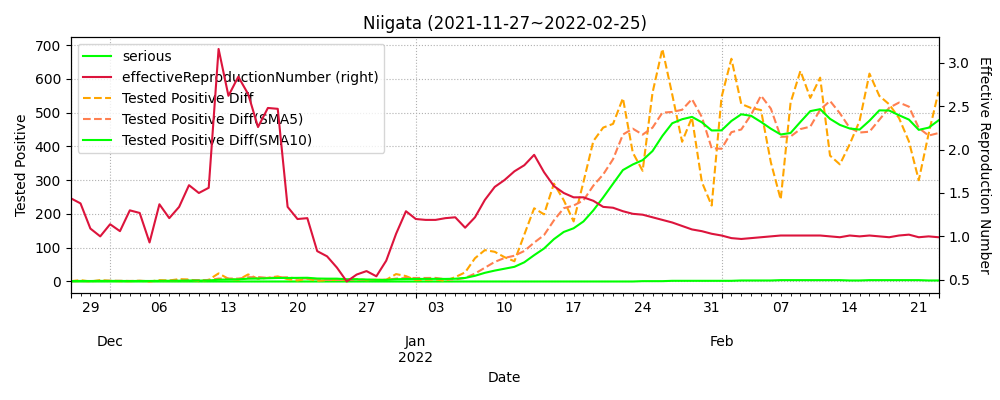 Niigata (2021-11-27~2022-02-25)
serious
effectiveReproductionNumber (right)
Tested Positive Diff
Tested Positive Diff(SMA5)
Tested Positive Diff(SMA10)
Tested Positive
700
600
500
400
300
200
100
0
3.0
2.5
2.0
1.5
1.0
0.5
Effective Reproduction Number
29 06 13 20 27 03 10 17 24 31 07 14 21
Dec Jan Feb
2022
Date